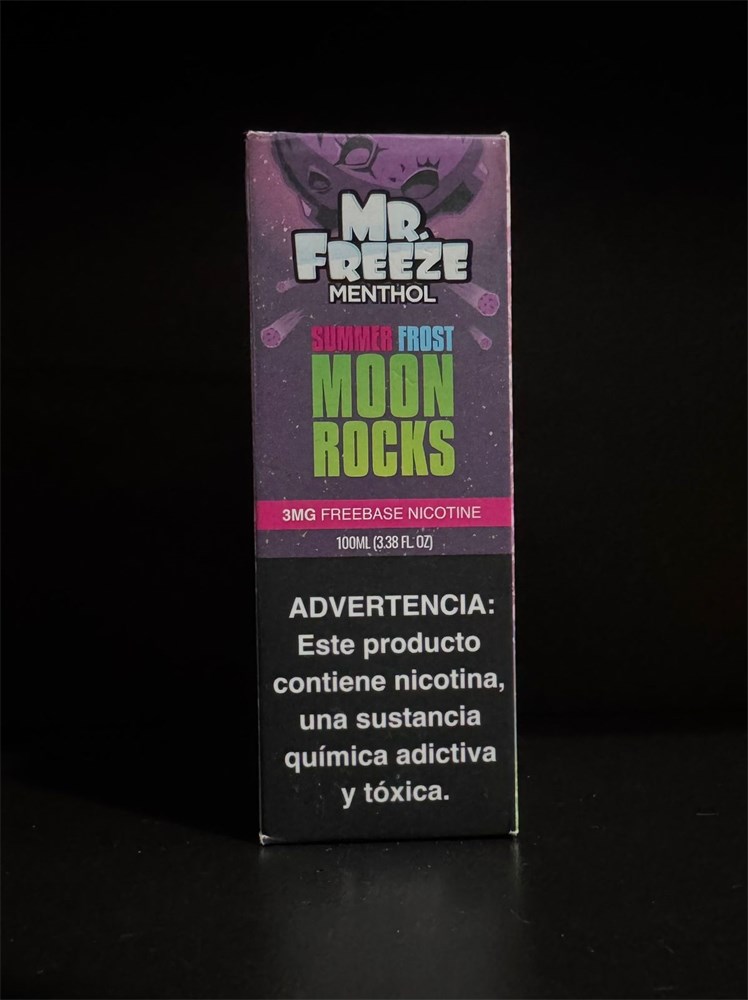 MR.
FREEZE
MENTHOL
SUMMER FROST
MOON
ROCKS
3MG FREEBASE NICOTINE
100ML (3.38 FL. OZ)
ADVERTENCIA:
Este producto
contiene nicotina,
una sustancia
química adictiva
y tóxica.